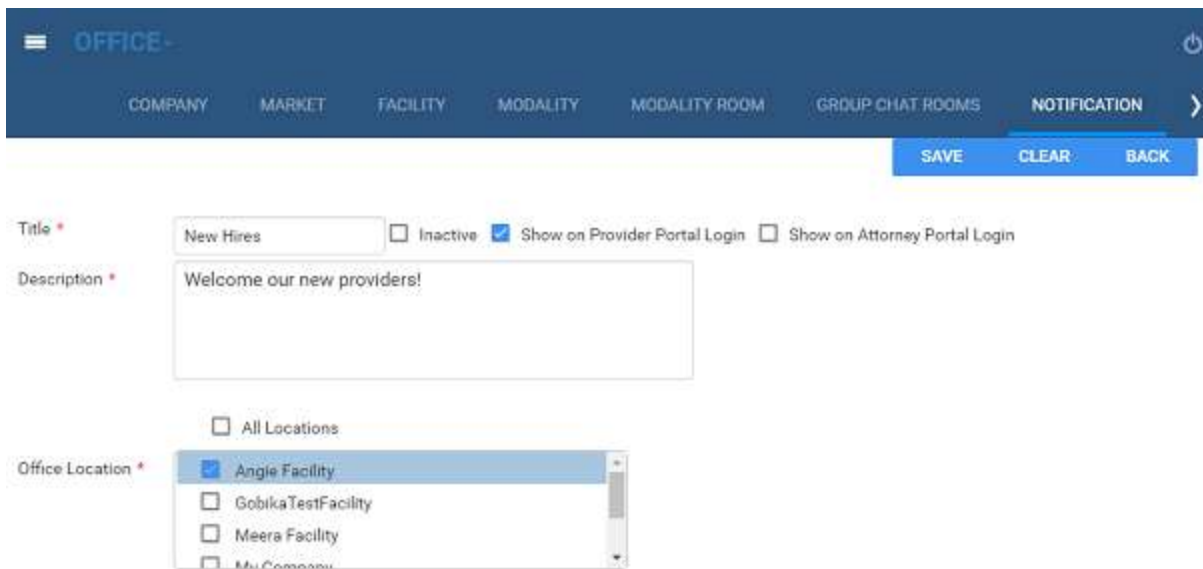 OFFICE-
COMPANY MARKET FACILITY MODALITY MODALITY ROOM GROUP CHAT ROOMS NOTIFICATION
SAVE CLEAR BACK
Title * New Hires Inactive Show on Provider Portal Login Show on Attorney Portal Login
Description * Welcome our new providers!
All Locations
Office Location * Angie Facility
GobikaTestFacility
Meera Facility
My Company